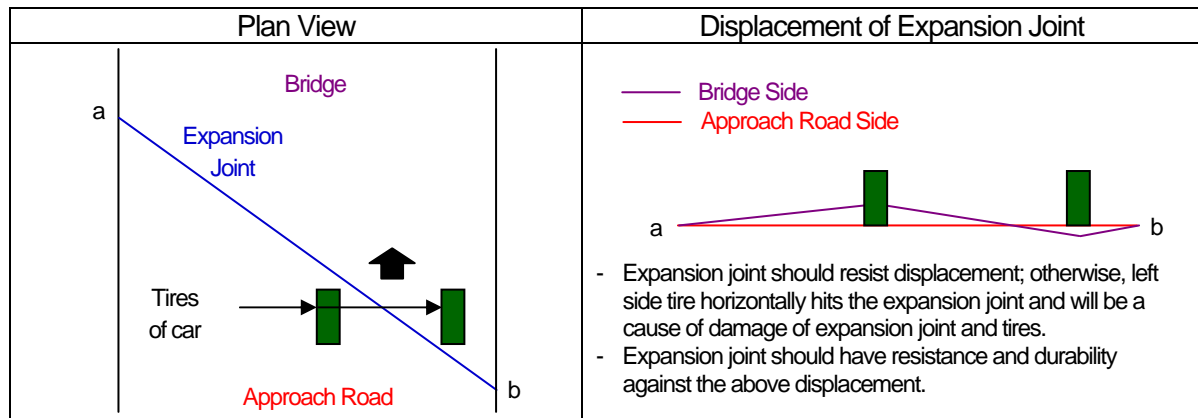 Plan View
Displacement of Expansion Joint
Bridge
a
Expansion
Joint
Tires
of car
Approach Road
b
Bridge Side
Approach Road Side
a
b
- Expansion joint should resist displacement; otherwise, left
side tire horizontally hits the expansion joint and will be a
cause of damage of expansion joint and tires.
- Expansion joint should have resistance and durability
against the above displacement.